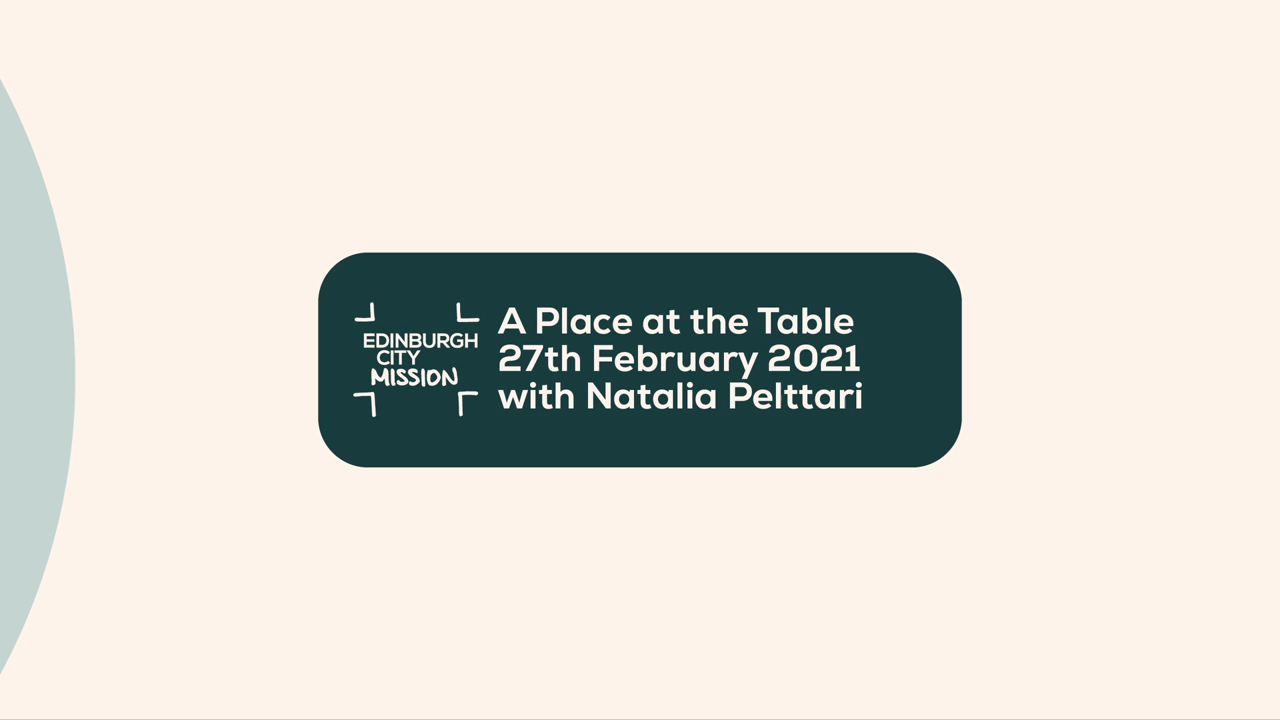 EDINBURGH
CITY
MISSION
A Place at the Table
27th February 2021
with Natalia Pelttari